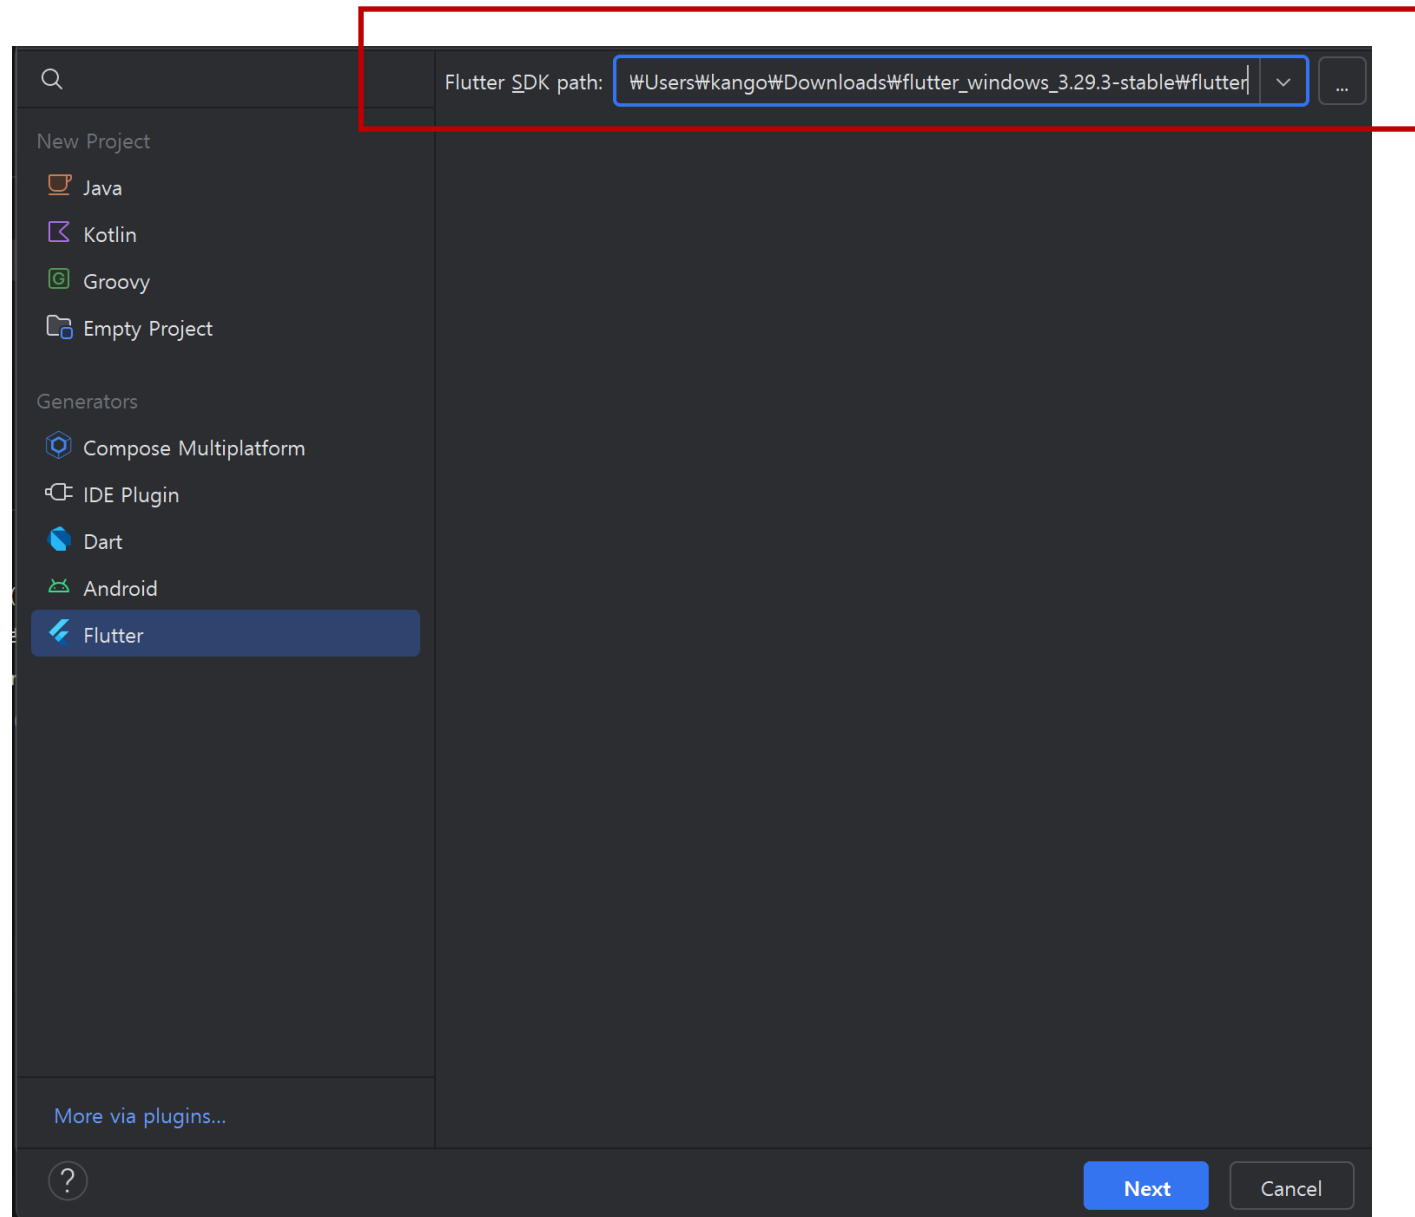 Flutter SDK path: ₩Users₩kango₩Downloads₩flutter_windows_3.29.3-stable₩flutter ...
New Project
Java
Kotlin
G Groovy
Empty Project
Generators
Compose Multiplatform
IDE Plugin
Dart
Android
Flutter
More via plugins...
? Next Cancel